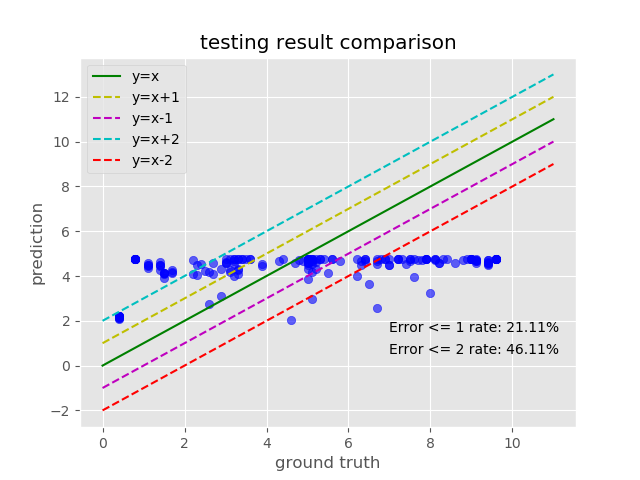 testing result comparison
y=x
y=x+1
y=x-1
y=x+2
y=x-2
12
10
8
6
4
2
0
−2
prediction
Error <= 1 rate: 21.11%
Error <= 2 rate: 46.11%
0 2 4 6 8 10
ground truth